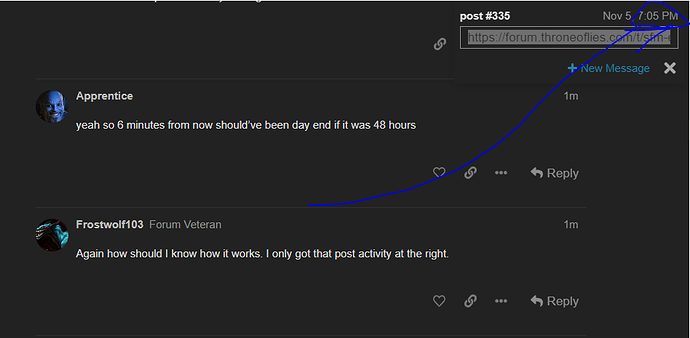 post #335 Nov 5, 7:05 PM
https://forum.throneoflies.com/t/sfm-
New Message
Apprentice 1m
yeah so 6 minutes from now should've been day end if it was 48 hours
Reply
Frostwolf103 Forum Veteran 1m
Again how should I know how it works. I only got that post activity at the right.
Reply